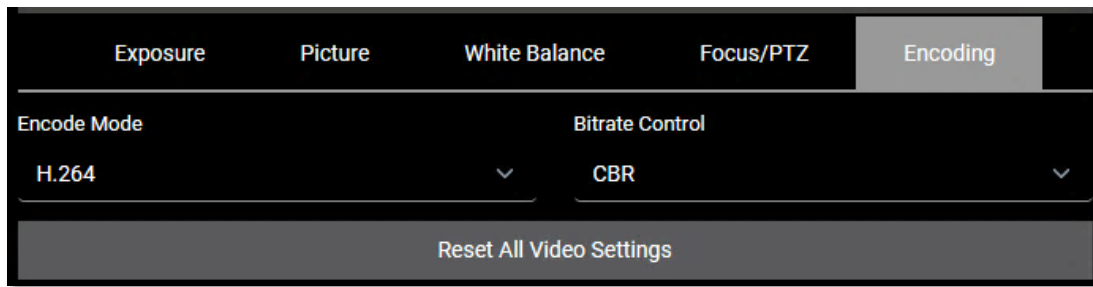 Exposure Picture White Balance Focus/PTZ Encoding
Encode Mode Bitrate Control
H.264 CBR
Reset All Video Settings